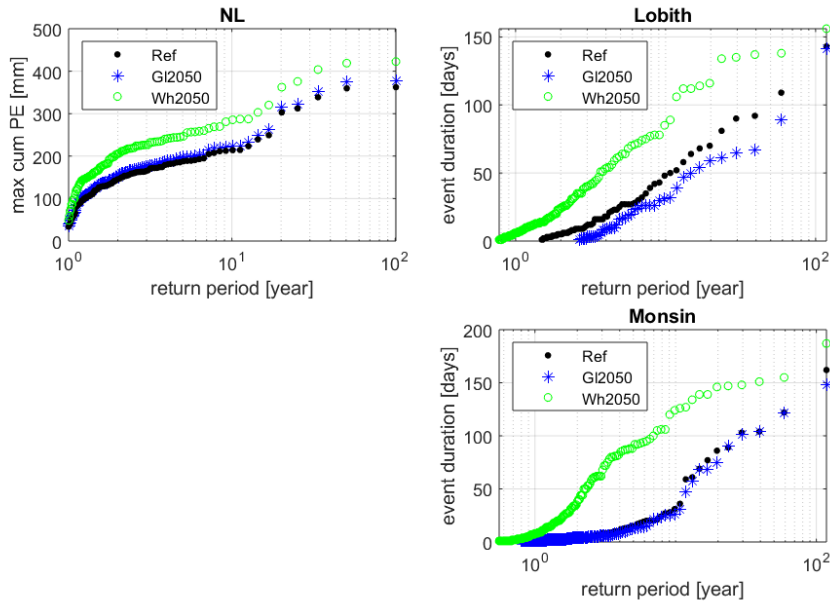 NL
500
400
300
200
100
0
max cum PE [mm]
Ref
Gl2050
Wh2050
10^0
10^1
10^2
return period [year]
Lobith
150
100
50
0
event duration [days]
Ref
Gl2050
Wh2050
10^0
10^2
return period [year]
Monsin
200
150
100
50
0
event duration [days]
Ref
Gl2050
Wh2050
10^0
10^2
return period [year]